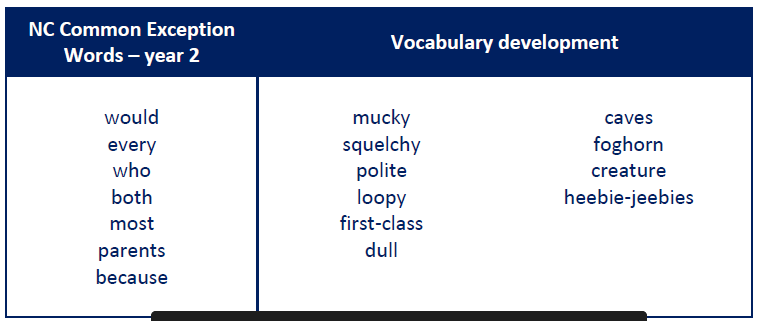 NC Common Exception
Words – year 2
Vocabulary development
would
every
who
both
most
parents
because
mucky
squelchy
polite
loopy
first-class
dull
caves
foghorn
creature
heebie-jeebies